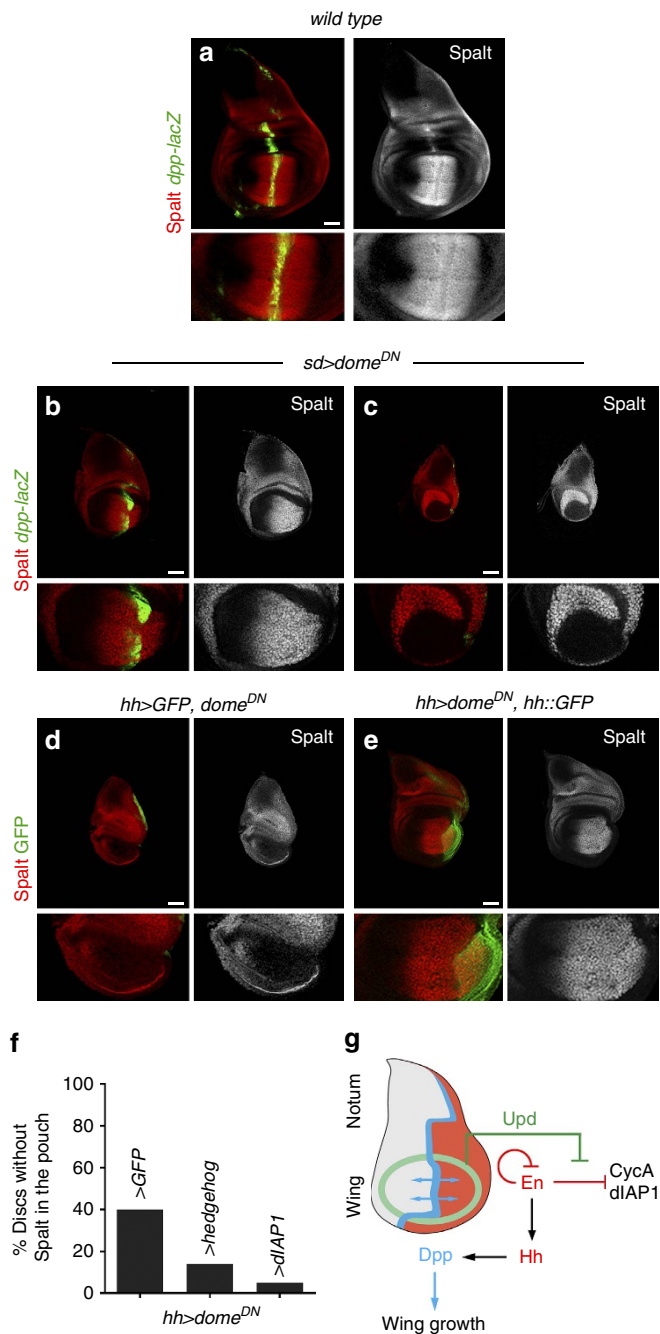 wild type
a
Spalt
Spalt dpp-lacZ
sd>dome^DN
b
Spalt
c
Spalt
Spalt dpp-lacZ
hh>GFP, dome^DN
hh>dome^DN, hh::GFP
d
Spalt
e
Spalt
Spalt GFP
f
% Discs without
Spalt in the pouch
100
80
60
40
20
0
>GFP
>hedgehog
>dIAP1
hh>dome^DN
g
Notum
Wing
Upd
En
CycA
dIAP1
Dpp
Hh
Wing growth